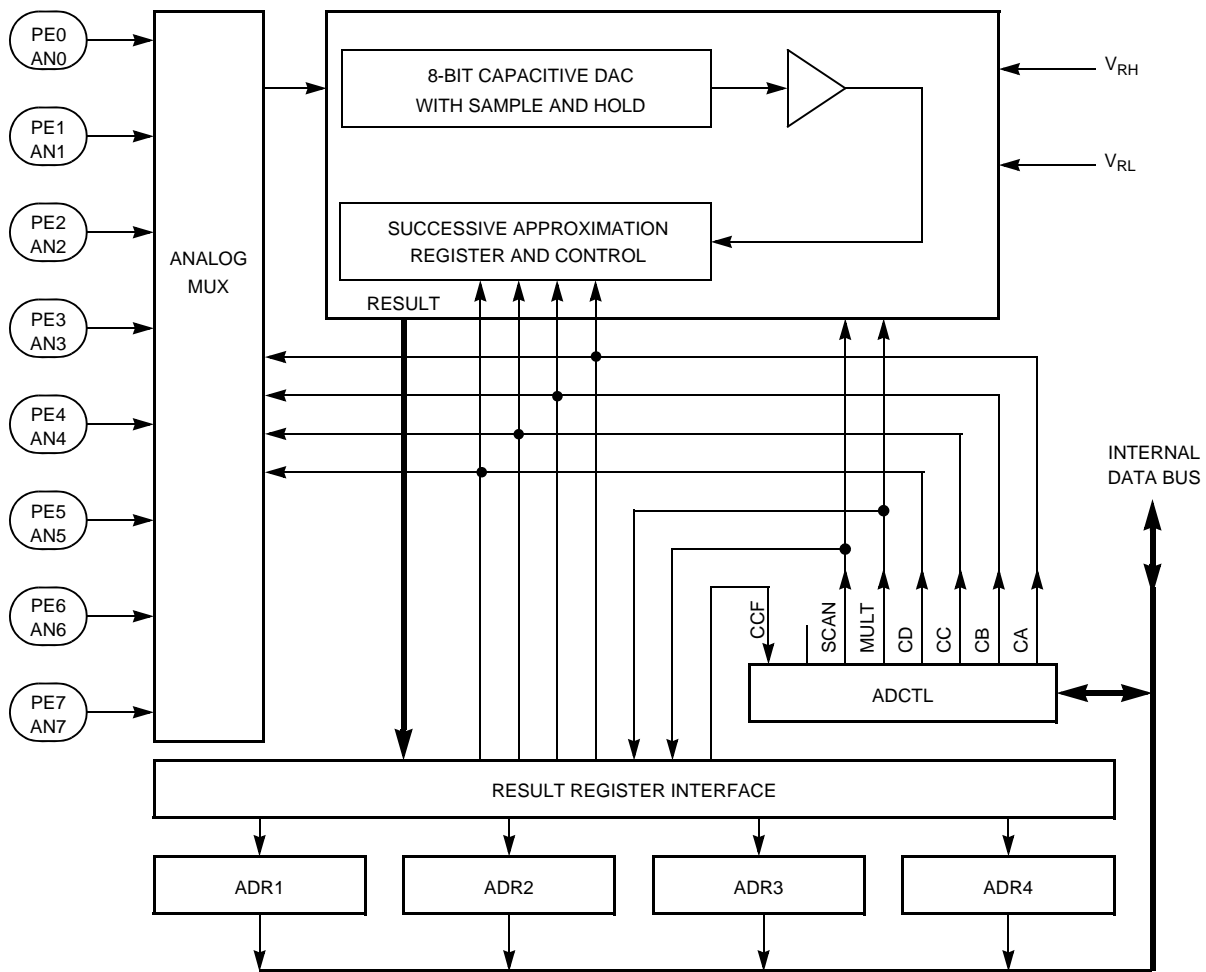 PE0
AN0
PE1
AN1
PE2
AN2
PE3
AN3
PE4
AN4
PE5
AN5
PE6
AN6
PE7
AN7
ANALOG
MUX
8-BIT CAPACITIVE DAC
WITH SAMPLE AND HOLD
SUCCESSIVE APPROXIMATION
REGISTER AND CONTROL
RESULT
VRH
VRL
INTERNAL
DATA BUS
CCF
SCAN
MULT
CD
CC
CB
CA
ADCTL
RESULT REGISTER INTERFACE
ADR1
ADR2
ADR3
ADR4